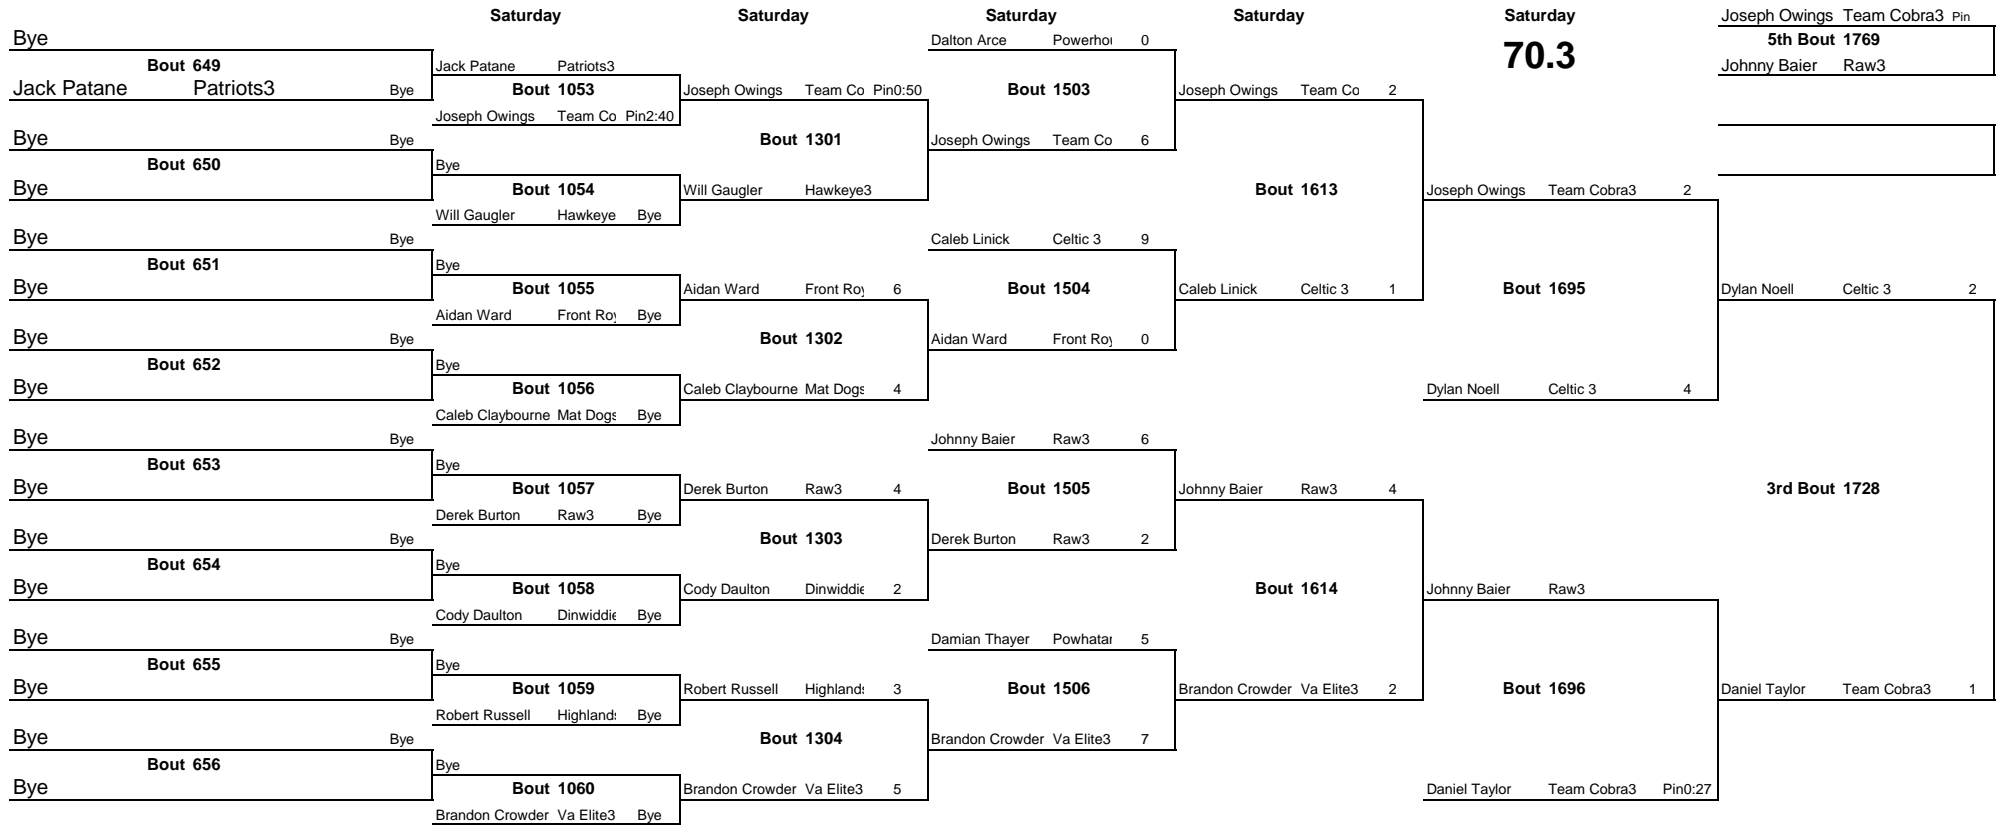 Saturday Saturday Saturday Saturday Saturday Joseph Owings Team Cobra3 Pin
Bye Dalton Arce Powerhou 0 70.3 5th Bout 1769
Bout 649 Jack Patane Patriots3 Johnny Baier Raw3
Jack Patane Patriots3 Bye Bout 1053 Joseph Owings Team Co Pin0:50 Bout 1503 Joseph Owings Team Co 2
Joseph Owings Team Co Pin2:40
Bye Bye Bout 1301 Joseph Owings Team Co 6
Bout 650 Bye
Bye Bout 1054 Will Gaugler Hawkeye3 Bout 1613 Joseph Owings Team Cobra3 2
Will Gaugler Hawkeye Bye
Bye Bye Caleb Linick Celtic 3 9
Bout 651 Bye
Bye Bout 1055 Aidan Ward Front Roy 6 Bout 1504 Caleb Linick Celtic 3 1 Bout 1695 Dylan Noell Celtic 3 2
Aidan Ward Front Roy Bye
Bye Bye Bout 1302 Aidan Ward Front Roy 0
Bout 652 Bye
Bye Bout 1056 Caleb Claybourne Mat Dogs 4 Dylan Noell Celtic 3 4
Caleb Claybourne Mat Dogs Bye
Bye Bye Johnny Baier Raw3 6
Bout 653 Bye
Bye Bout 1057 Derek Burton Raw3 4 Bout 1505 Johnny Baier Raw3 4 3rd Bout 1728
Derek Burton Raw3 Bye
Bye Bye Bout 1303 Derek Burton Raw3 2
Bout 654 Bye
Bye Bout 1058 Cody Daulton Dinwiddie 2 Bout 1614 Johnny Baier Raw3
Cody Daulton Dinwiddie Bye
Bye Bye Damian Thayer Powhatan 5
Bout 655 Bye
Bye Bout 1059 Robert Russell Highlands 3 Bout 1506 Brandon Crowder Va Elite3 2 Bout 1696 Daniel Taylor Team Cobra3 1
Robert Russell Highlands Bye
Bye Bye Bout 1304 Brandon Crowder Va Elite3 7
Bout 656 Bye
Bye Bout 1060 Brandon Crowder Va Elite3 5 Daniel Taylor Team Cobra3 Pin0:27
Brandon Crowder Va Elite3 Bye